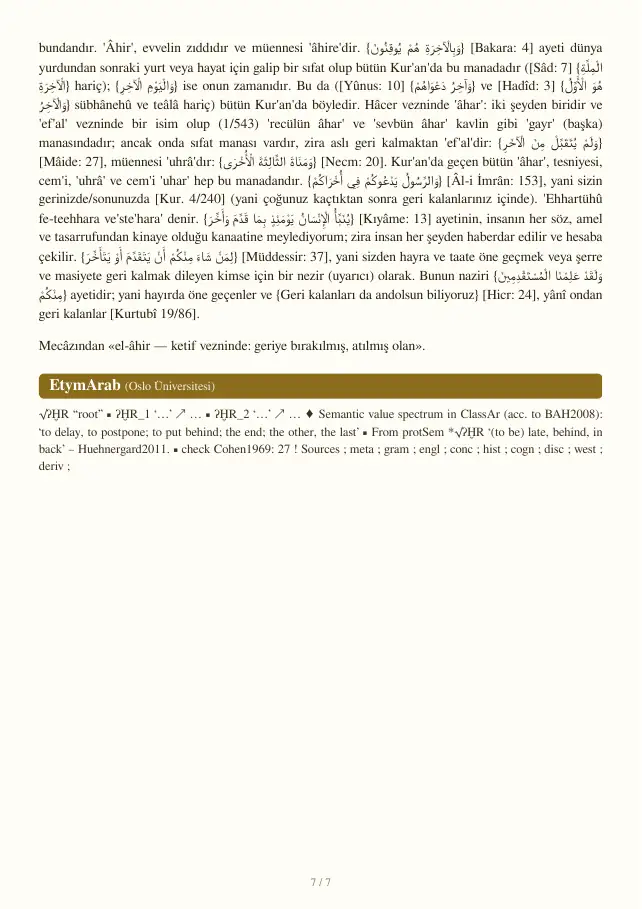 bundandır. 'Âhir', evvelin zıddıdır ve müennesi 'âhire'dir. {وَبِالْآخِرَةِ هُمْ يُوقِنُونَ} [Bakara: 4] ayeti dünya
yurdundan sonraki yurt veya hayat için galip bir sıfat olup bütün Kur'an'da bu manadadır ([Sâd: 7] {الْمِلَّةِ
الْآخِرَةِ} hariç); {وَالْيَوْمِ الْآخِرِ} ise onun zamanıdır. Bu da ([Yûnus: 10] {وَآخِرُ دَعْوَاهُمْ} ve [Hadîd: 3] {هُوَ الْأَوَّلُ
وَالْآخِرُ} sübhânehû ve teâlâ hariç) bütün Kur'an'da böyledir. Hâcer vezninde 'âhar': iki şeyden biridir ve
'ef'al' vezninde bir isim olup (1/543) 'recülün âhar' ve 'sevbün âhar' kavlin gibi 'gayr' (başka)
manasındadır; ancak onda sıfat manası vardır, zira aslı geri kalmaktan 'ef'al'dir: {وَلَمْ يُتَقَبَّلْ مِنَ الْآخَرِ}
[Mâide: 27], müennesi 'uhrâ'dır: {وَمَنَاةَ الثَّالِثَةَ الْأُخْرَى} [Necm: 20]. Kur'an'da geçen bütün 'âhar', tesniyesi,
cem'i, 'uhrâ' ve cem'i 'uhar' hep bu manadandır. {وَالرَّسُولُ يَدْعُوكُمْ فِي أُخْرَاكُمْ} [Âl-i İmrân: 153], yani sizin
gerinizde/sonunuzda [Kur. 4/240] (yani çoğunuz kaçtıktan sonra geri kalanlarınız içinde). 'Ehhartühû
fe-teehhara ve'ste'hara' denir. {يُنَبَّأُ الْإِنْسَانُ يَوْمَئِذٍ بِمَا قَدَّمَ وَأَخَّرَ} [Kıyâme: 13] ayetinin, insanın her söz, amel
ve tasarrufundan kinaye olduğu kanaatine meylediyorum; zira insan her şeyden haberdar edilir ve hesaba
çekilir. {لِمَنْ شَاءَ مِنْكُمْ أَنْ يَتَقَدَّمَ أَوْ يَتَأَخَّرَ} [Müddessir: 37], yani sizden hayra ve taate öne geçmek veya şerre
ve masiyete geri kalmak dileyen kimse için bir nezir (uyarıcı) olarak. Bunun naziri {وَلَقَدْ عَلِمْنَا الْمُسْتَقْدِمِينَ
مِنْكُمْ} ayetidir; yani hayırda öne geçenler ve {Geri kalanları da andolsun biliyoruz} [Hicr: 24], yânî ondan
geri kalanlar [Kurtubî 19/86].
Mecâzından «el-âhir — ketif vezninde: geriye bırakılmış, atılmış olan».
EtymArab (Oslo Üniversitesi)
√ʔḪR “root” ▪ ʔḪR_1 ‘…’ ↗ … ▪ ʔḪR_2 ‘…’ ↗ … ♦ Semantic value spectrum in ClassAr (acc. to BAH2008):
‘to delay, to postpone; to put behind; the end; the other, the last’ ▪ From protSem *√ʔḪR ‘(to be) late, behind, in
back’ – Huehnergard2011. ▪ check Cohen1969: 27 ! Sources ; meta ; gram ; engl ; conc ; hist ; cogn ; disc ; west ;
deriv ;
7 / 7